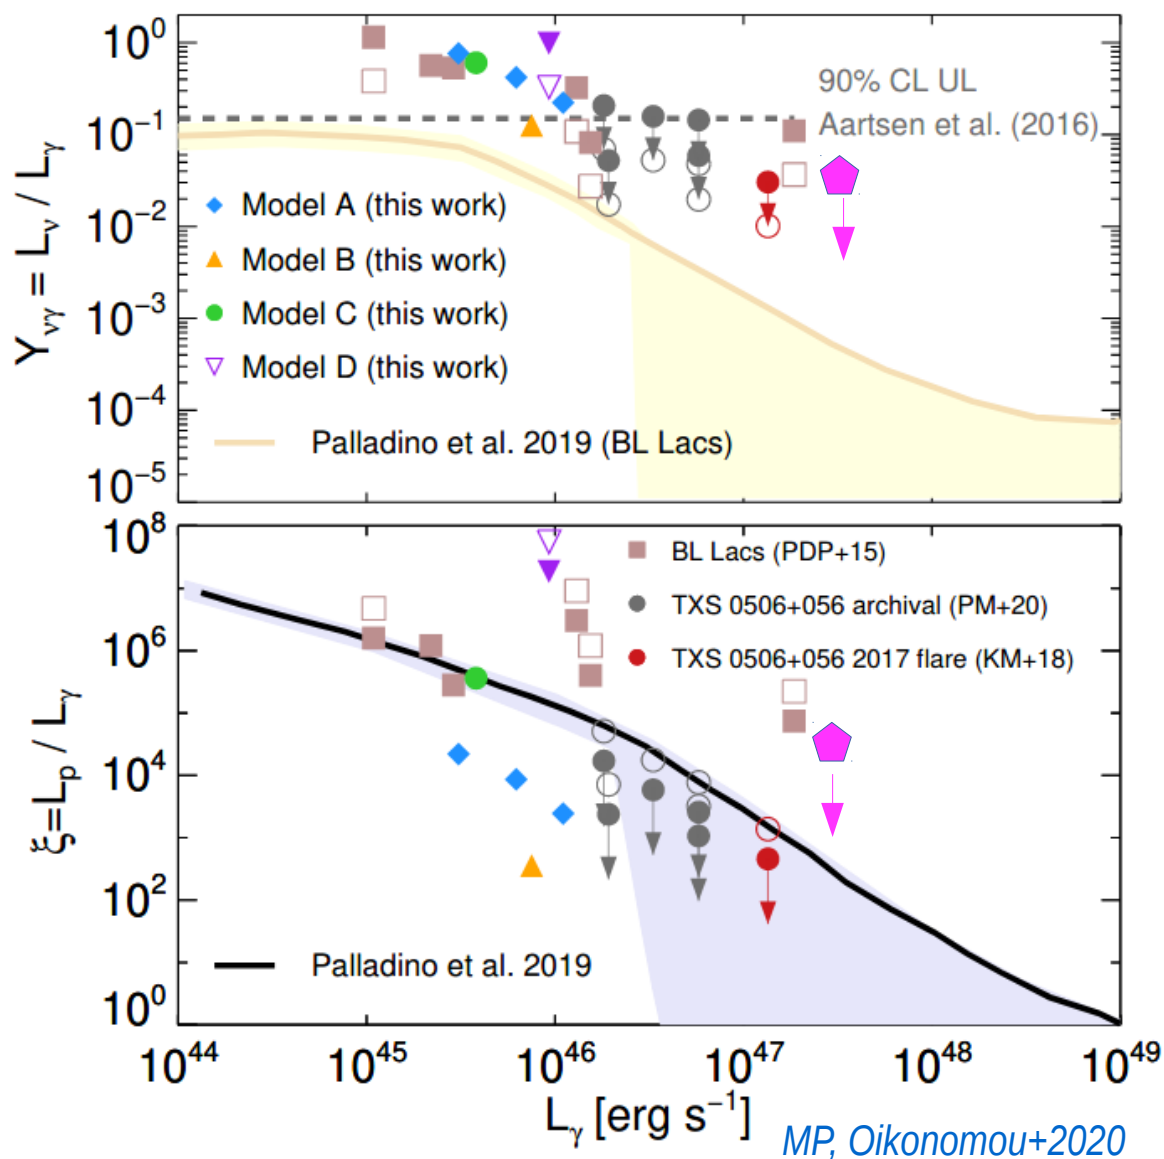 10^0
10^-1
10^-2
10^-3
10^-4
10^-5
Y_νγ = L_ν / L_γ
90% CL UL
Aartsen et al. (2016)
Model A (this work)
Model B (this work)
Model C (this work)
Model D (this work)
Palladino et al. 2019 (BL Lacs)
10^8
10^6
10^4
10^2
10^0
ξ=L_p / L_γ
BL Lacs (PDP+15)
TXS 0506+056 archival (PM+20)
TXS 0506+056 2017 flare (KM+18)
Palladino et al. 2019
10^44 10^45 10^46 10^47 10^48 10^49
L_γ [erg s^-1]
MP, Oikonomou+2020